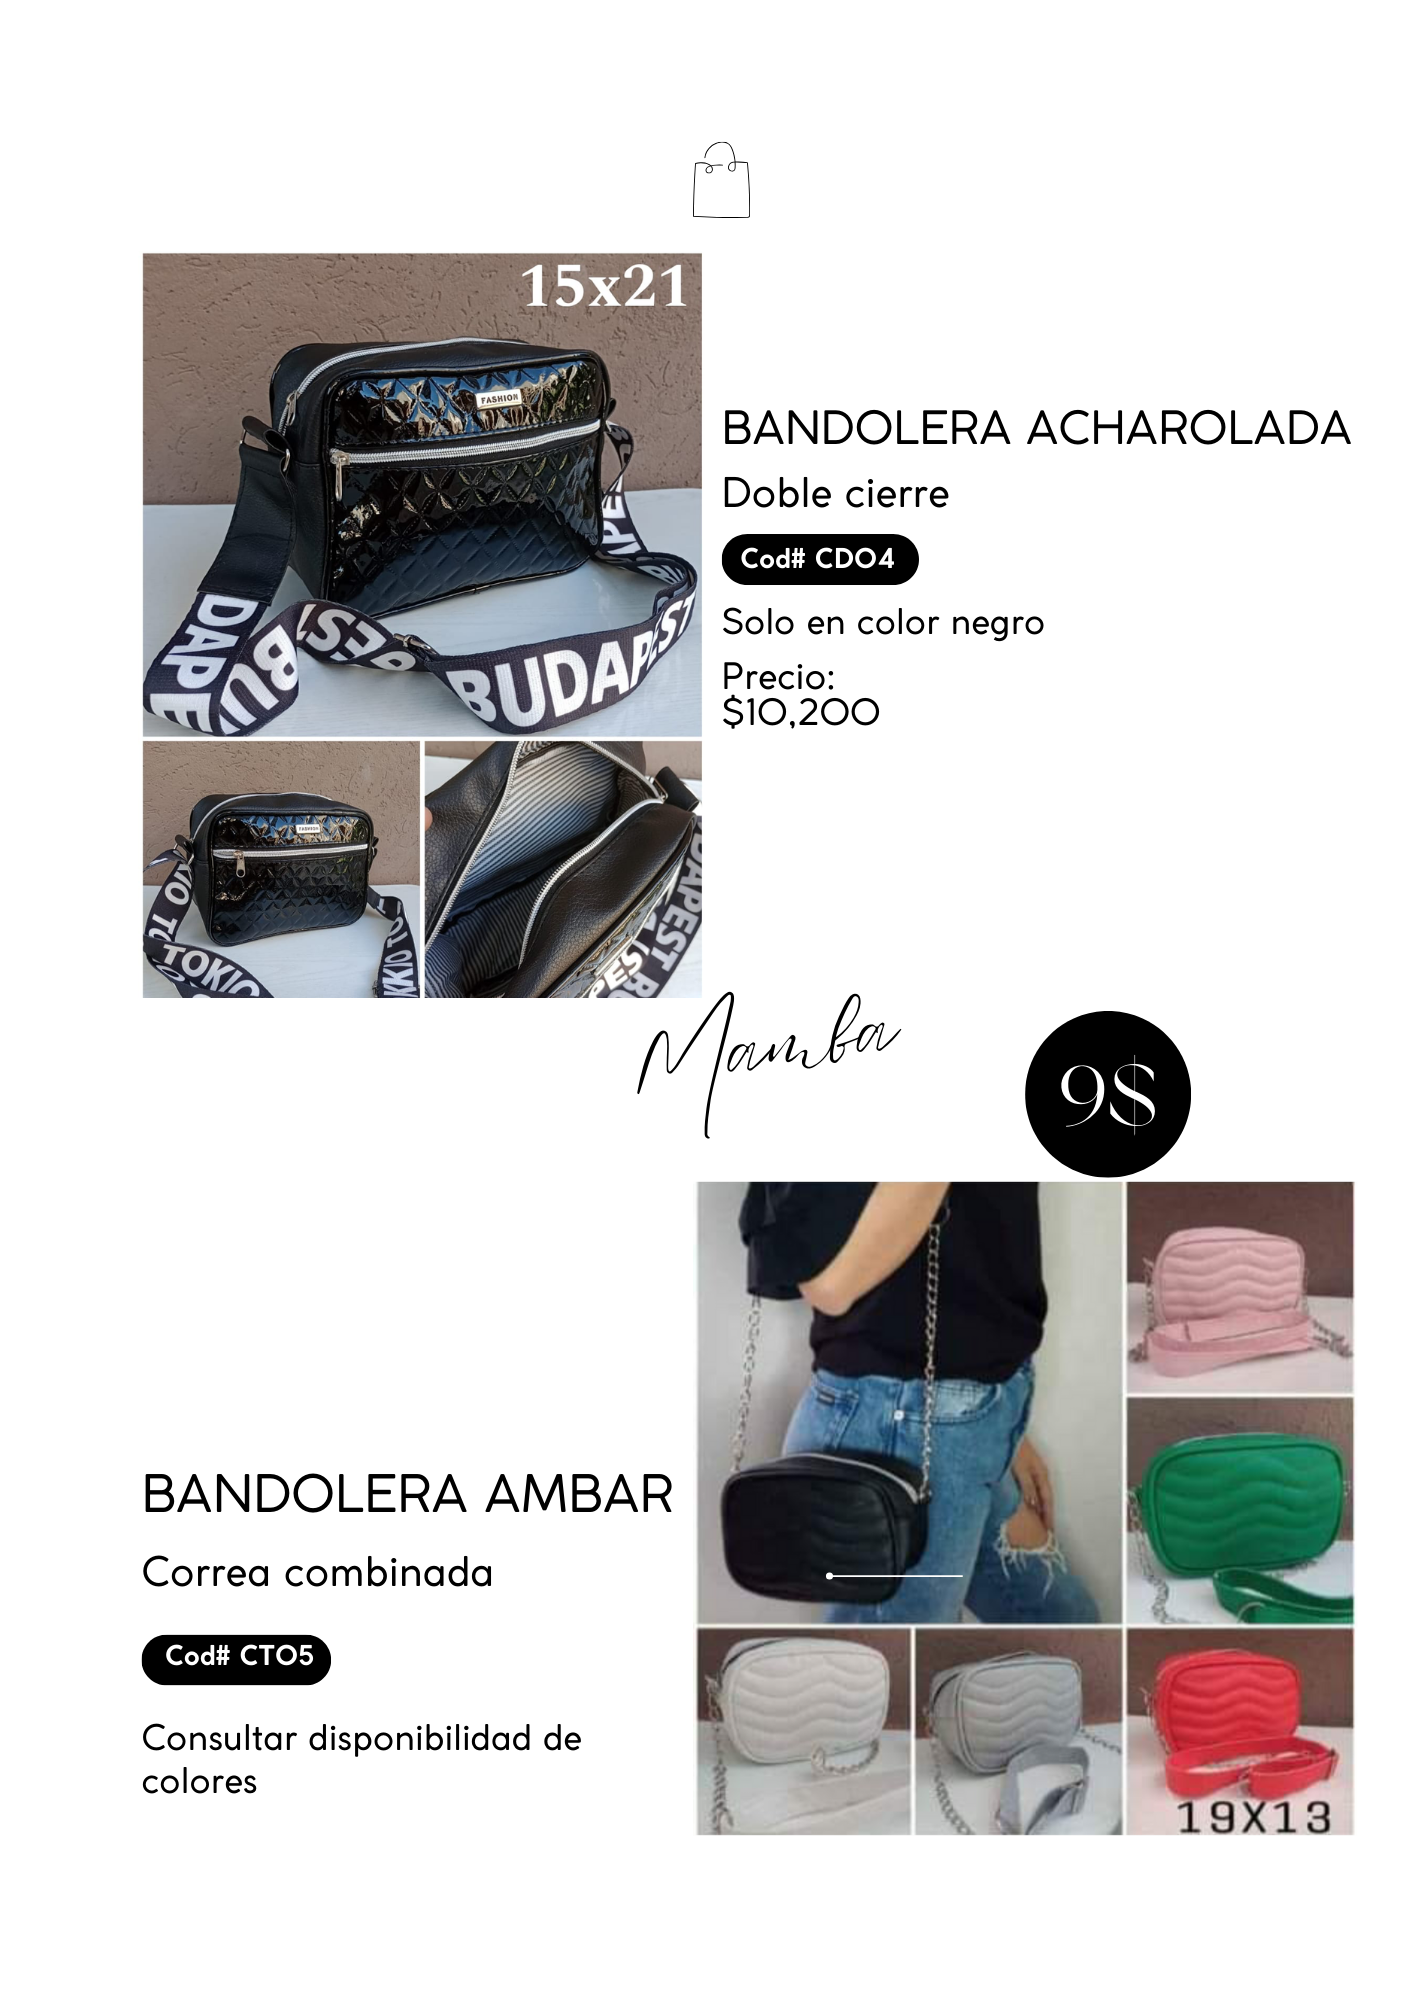 15x21
FASHION
BUDAPEST
BANDOLERA ACHAROLADA
Doble cierre
Cod# CD04
Solo en color negro
Precio:
$10,200
FASHION
TOKIO
Mamba
9$
BANDOLERA AMBAR
Correa combinada
Cod# CT05
Consultar disponibilidad de
colores
19X13